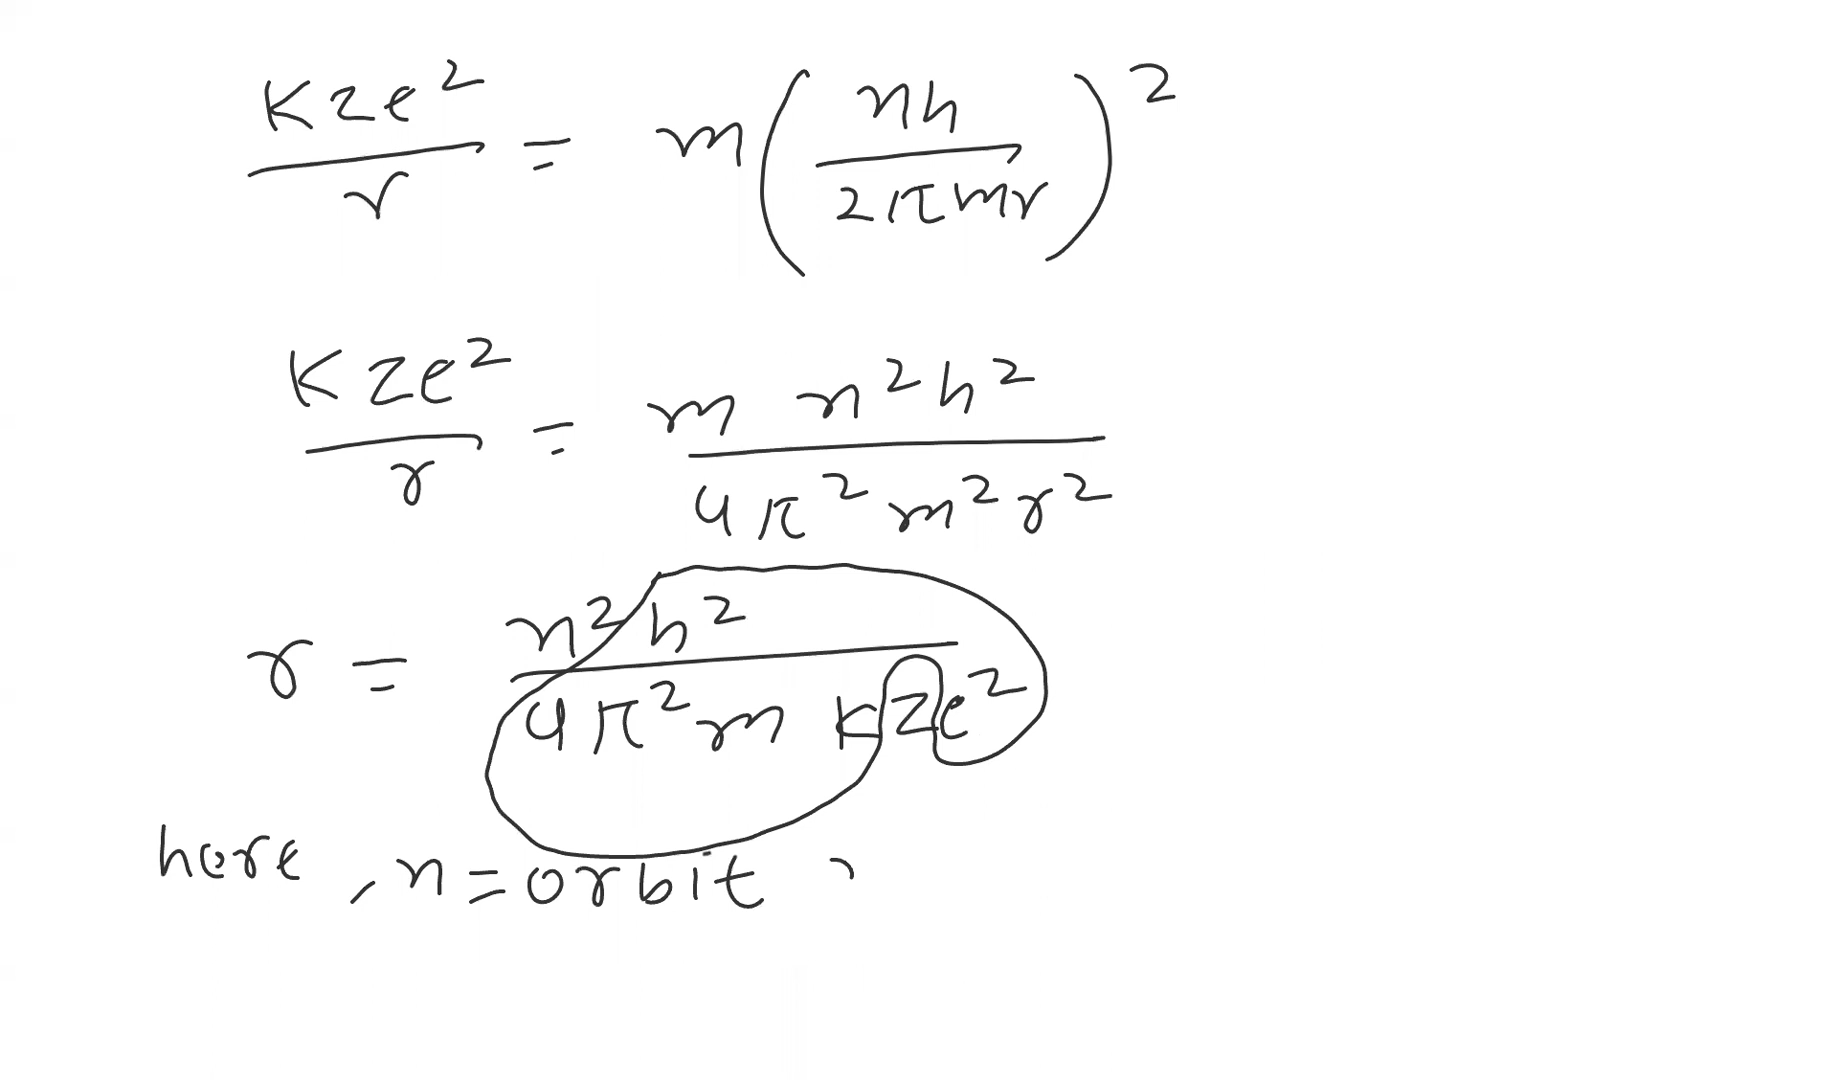 KZe²/r = m(nh/2πmr)²
KZe²/r = m n²h²/4π²m²r²
r = n²h²/4π²m KZe²
here, n = orbit ,